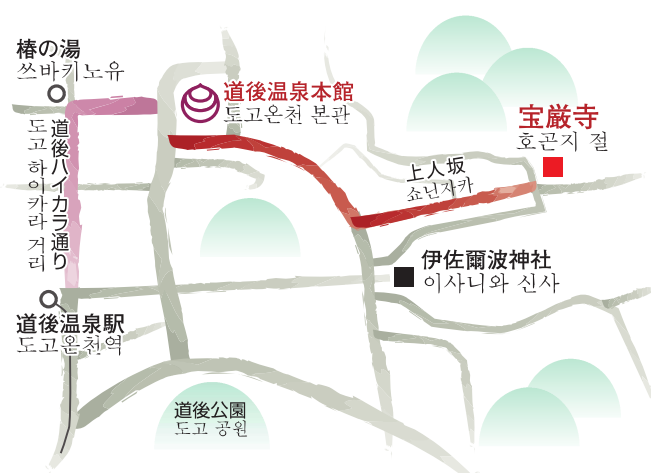 椿の湯
쓰바키노유
道後温泉本館
도고온천 본관
宝厳寺
호곤지 절
道後ハイカラ通り
도고 하이카라 거리
上人坂
쇼닌자카
伊佐爾波神社
이사니와 신사
道後温泉駅
도고온천역
道後公園
도고 공원